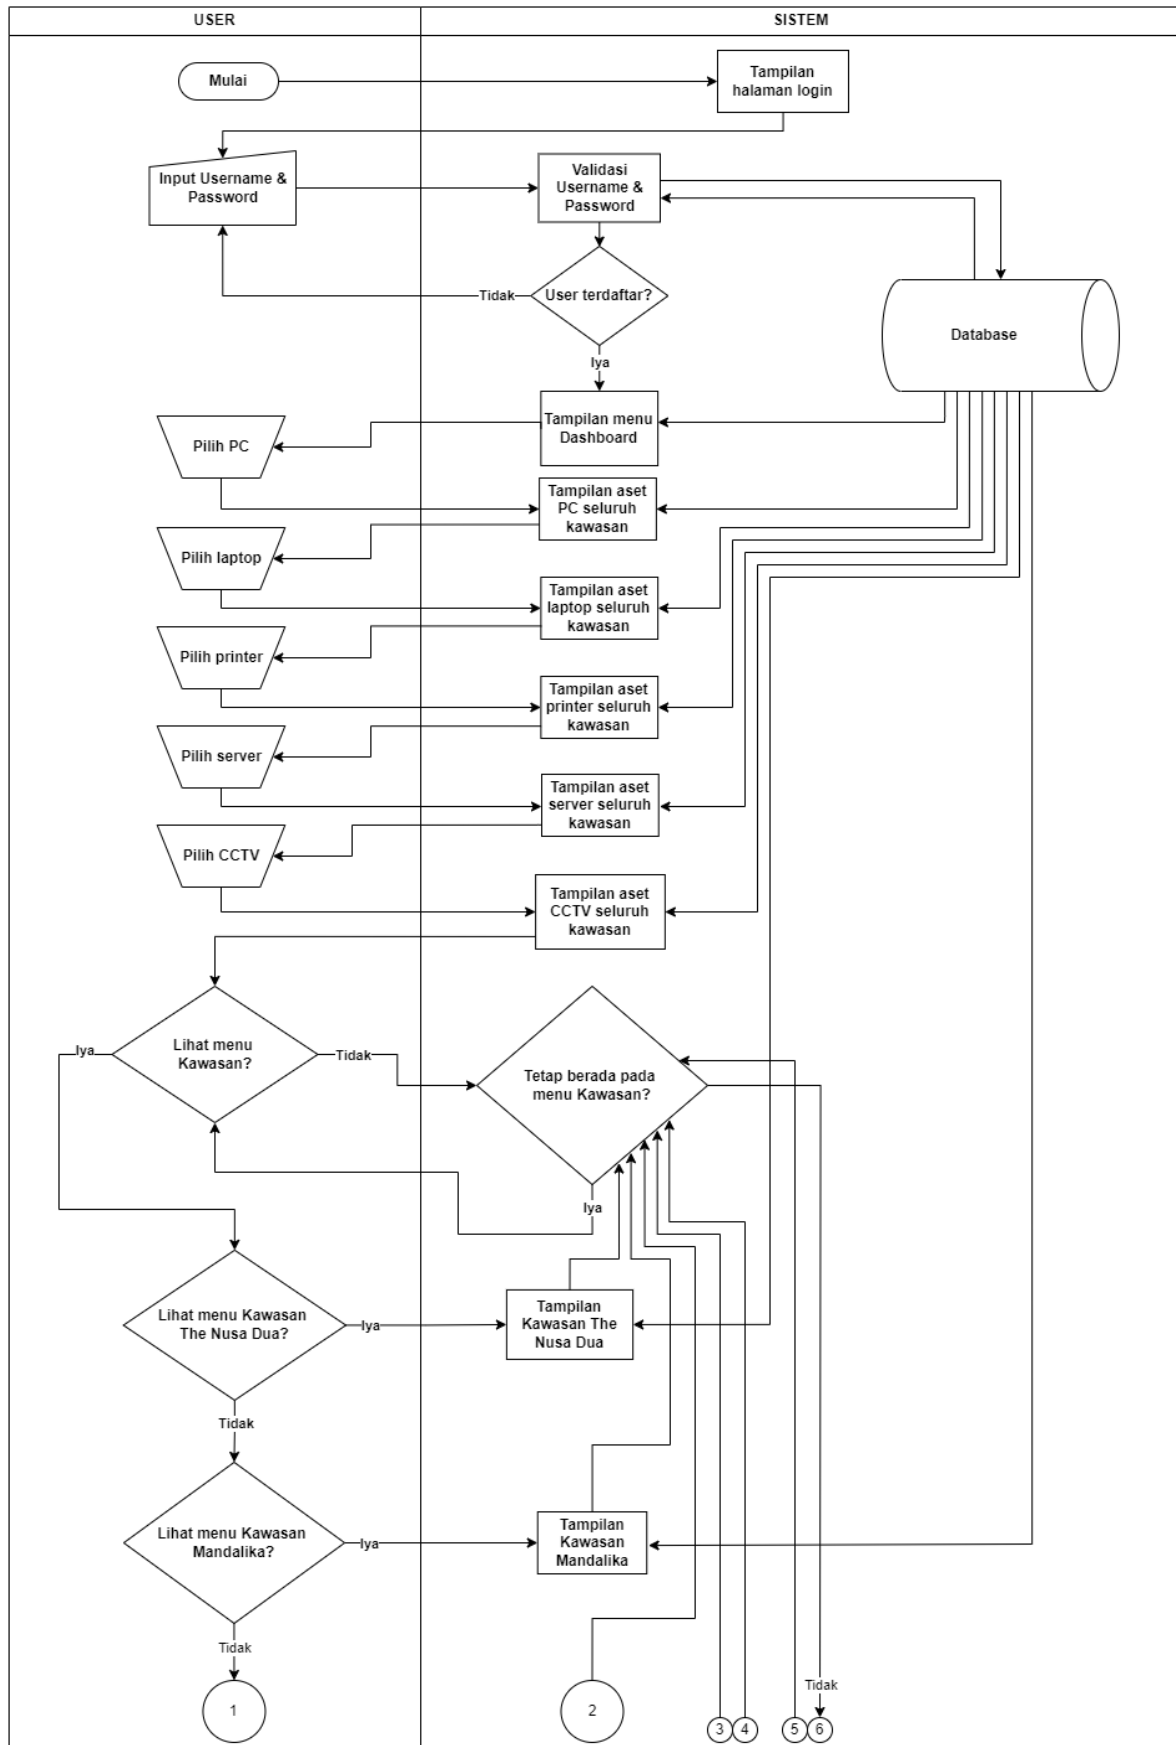 USER
SISTEM
Mulai
Tampilan
halaman login
Input Username &
Password
Validasi
Username &
Password
Tidak
User terdaftar?
Database
Iya
Pilih PC
Tampilan menu
Dashboard
Tampilan aset
PC seluruh
kawasan
Pilih laptop
Tampilan aset
laptop seluruh
kawasan
Pilih printer
Tampilan aset
printer seluruh
kawasan
Pilih server
Tampilan aset
server seluruh
kawasan
Pilih CCTV
Tampilan aset
CCTV seluruh
kawasan
Iya
Lihat menu
Kawasan?
Tidak
Tetap berada pada
menu Kawasan?
Iya
Lihat menu Kawasan
The Nusa Dua?
Iya
Tampilan
Kawasan The
Nusa Dua
Tidak
Lihat menu Kawasan
Mandalika?
Iya
Tampilan
Kawasan
Mandalika
Tidak
Tidak
1
2
3
4
5
6